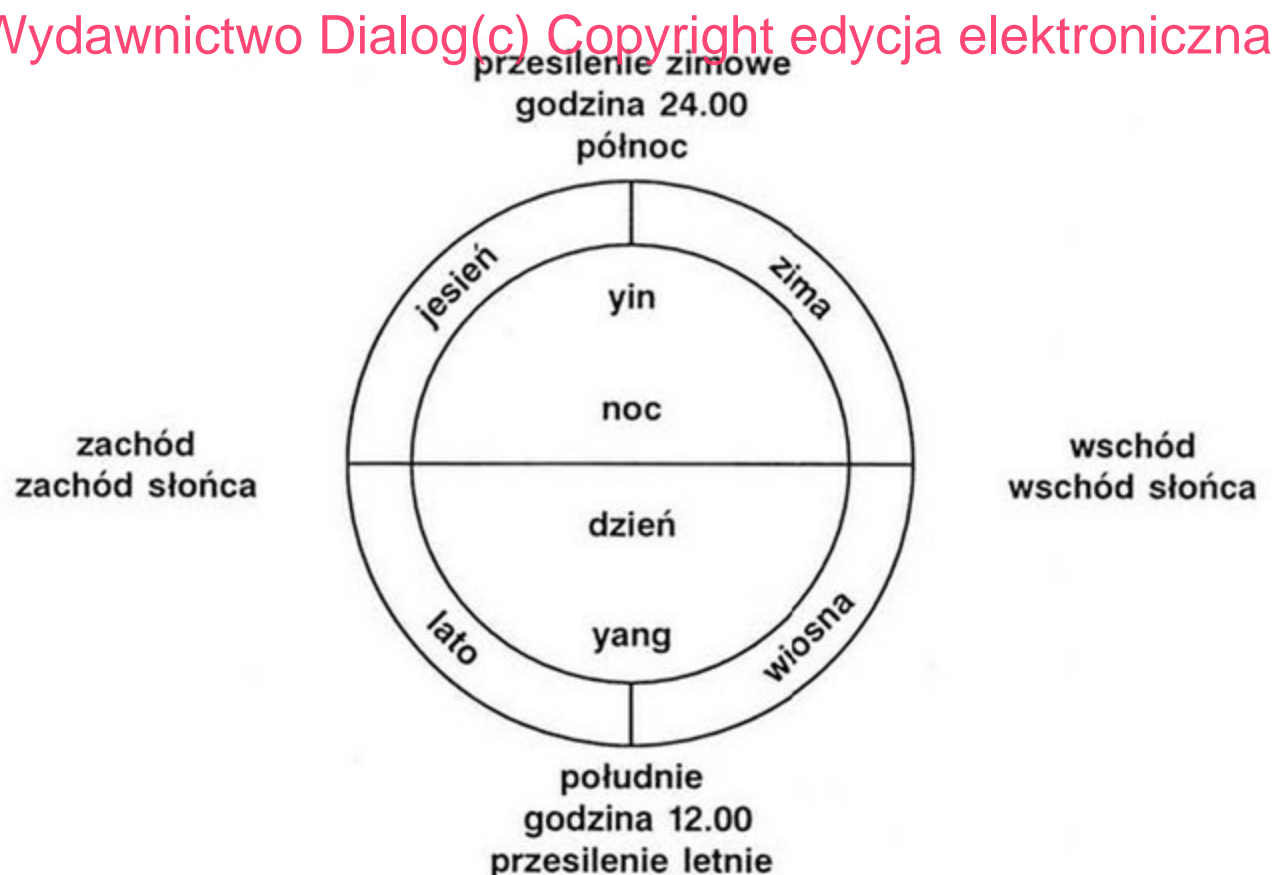 Wydawnictwo Dialog(c) Copyright edycja elektroniczna
przesilenie zimowe
godzina 24.00
północ
jesień
zima
yin
noc
zachód
zachód słońca
wschód
wschód słońca
dzień
yang
lato
wiosna
południe
godzina 12.00
przesilenie letnie